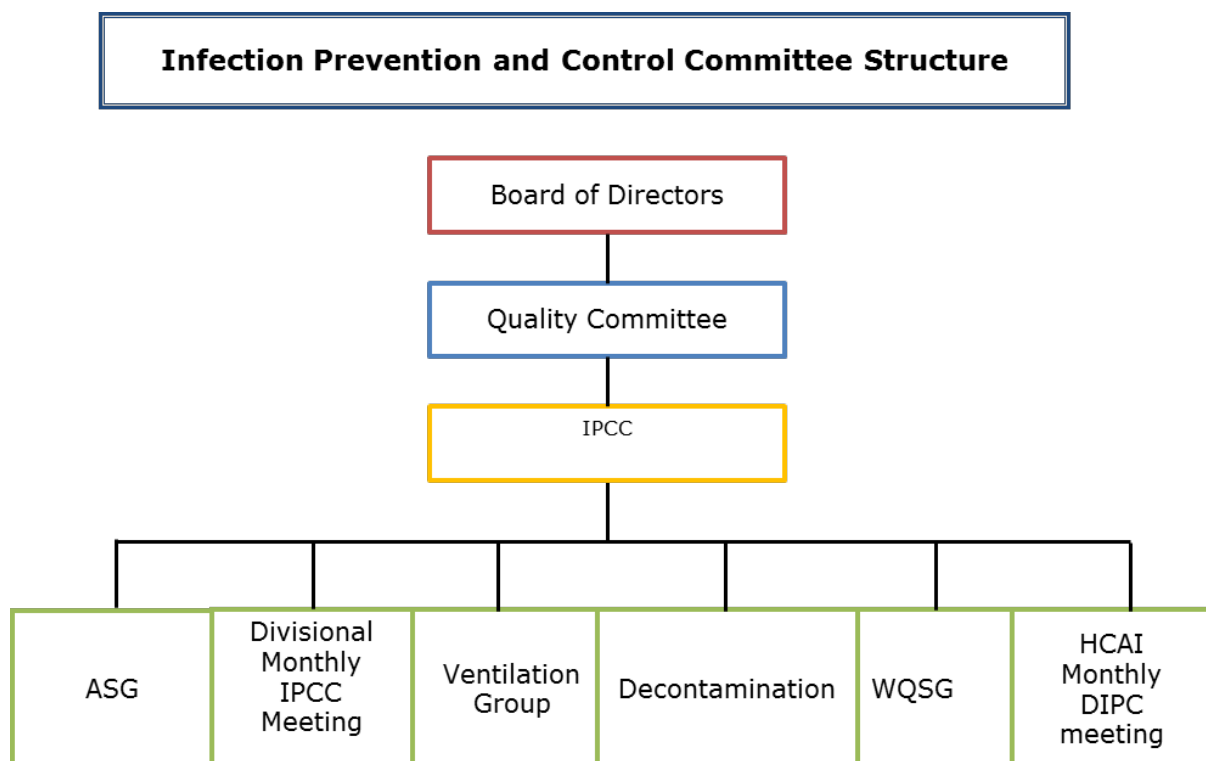 Infection Prevention and Control Committee Structure
Board of Directors
Quality Committee
IPCC
ASG
Divisional
Monthly
IPCC
Meeting
Ventilation
Group
Decontamination
WQSG
HCAI
Monthly
DIPC
meeting